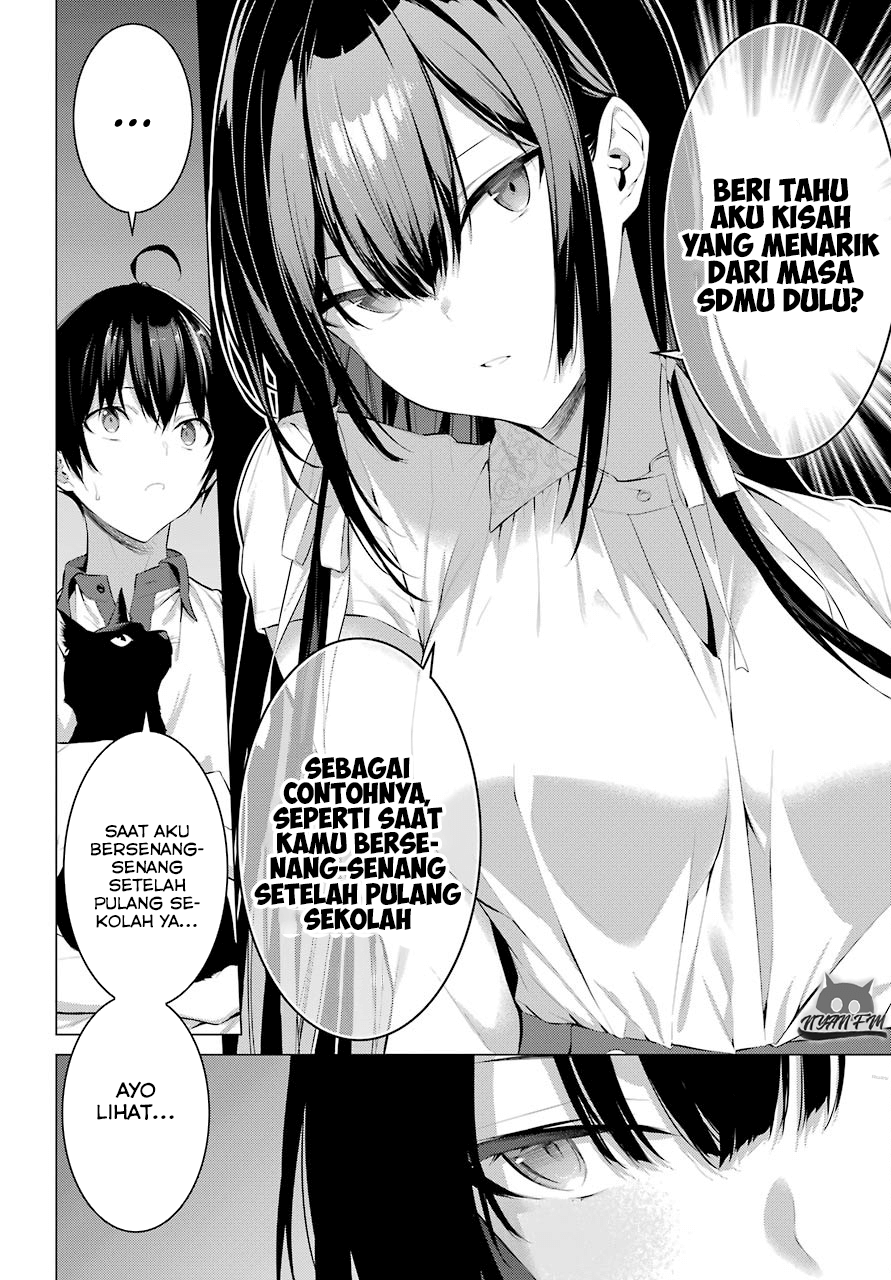 BERI TAHU
AKU KISAH
YANG MENARIK
DARI MASA
SDMU DULU?
SEBAGAI
CONTOHNYA,
SEPERTI SAAT
KAMU BERSE-
NANG-SENANG
SETELAH PULANG
SEKOLAH
...
SAAT AKU
BERSENANG-
SENANG
SETELAH
PULANG SE-
KOLAH YA...
AYO
LIHAT...
NYAN FM